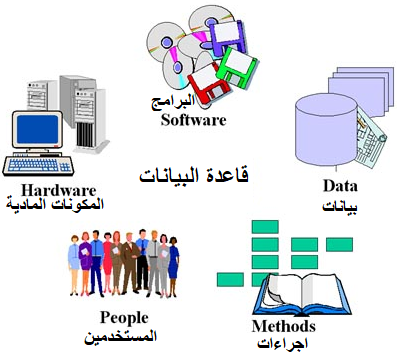 البرامج
Software
Hardware
المكونات المادية
قاعدة البيانات
Data
بيانات
People
المستخدمين
Methods
اجراءات